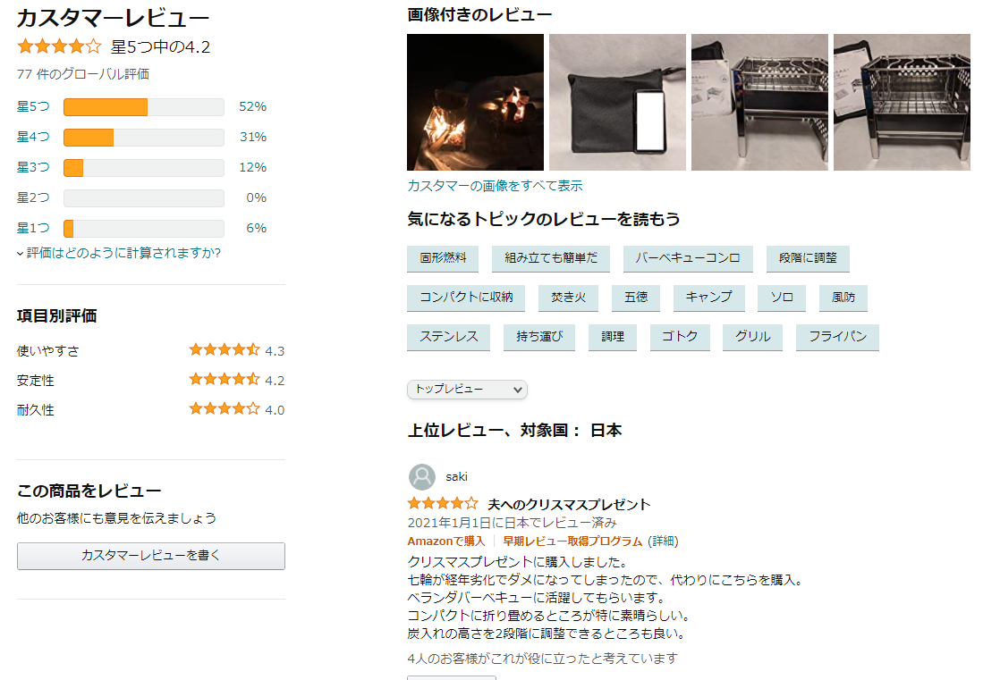 カスタマーレビュー
星5つ中の4.2
77 件のグローバル評価
星5つ 52%
星4つ 31%
星3つ 12%
星2つ 0%
星1つ 6%
評価はどのように計算されますか?
項目別評価
使いやすさ 4.3
安定性 4.2
耐久性 4.0
この商品をレビュー
他のお客様にも意見を伝えましょう
カスタマーレビューを書く
画像付きのレビュー
カスタマーの画像をすべて表示
気になるトピックのレビューを読もう
固形燃料 組み立ても簡単だ バーベキューコンロ 段階に調整
コンパクトに収納 焚き火 五徳 キャンプ ソロ 風防
ステンレス 持ち運び 調理 ゴトク グリル フライパン
トップレビュー
上位レビュー、対象国： 日本
saki
夫へのクリスマスプレゼント
2021年1月1日に日本でレビュー済み
Amazonで購入 早期レビュー取得プログラム (詳細)
クリスマスプレゼントに購入しました。
七輪が経年劣化でダメになってしまったので、代わりにこちらを購入。
ベランダバーベキューに活躍してもらいます。
コンパクトに折り畳めるところが特に素晴らしい。
炭入れの高さを2段階に調整できるところも良い。
4人のお客様がこれが役に立ったと考えています